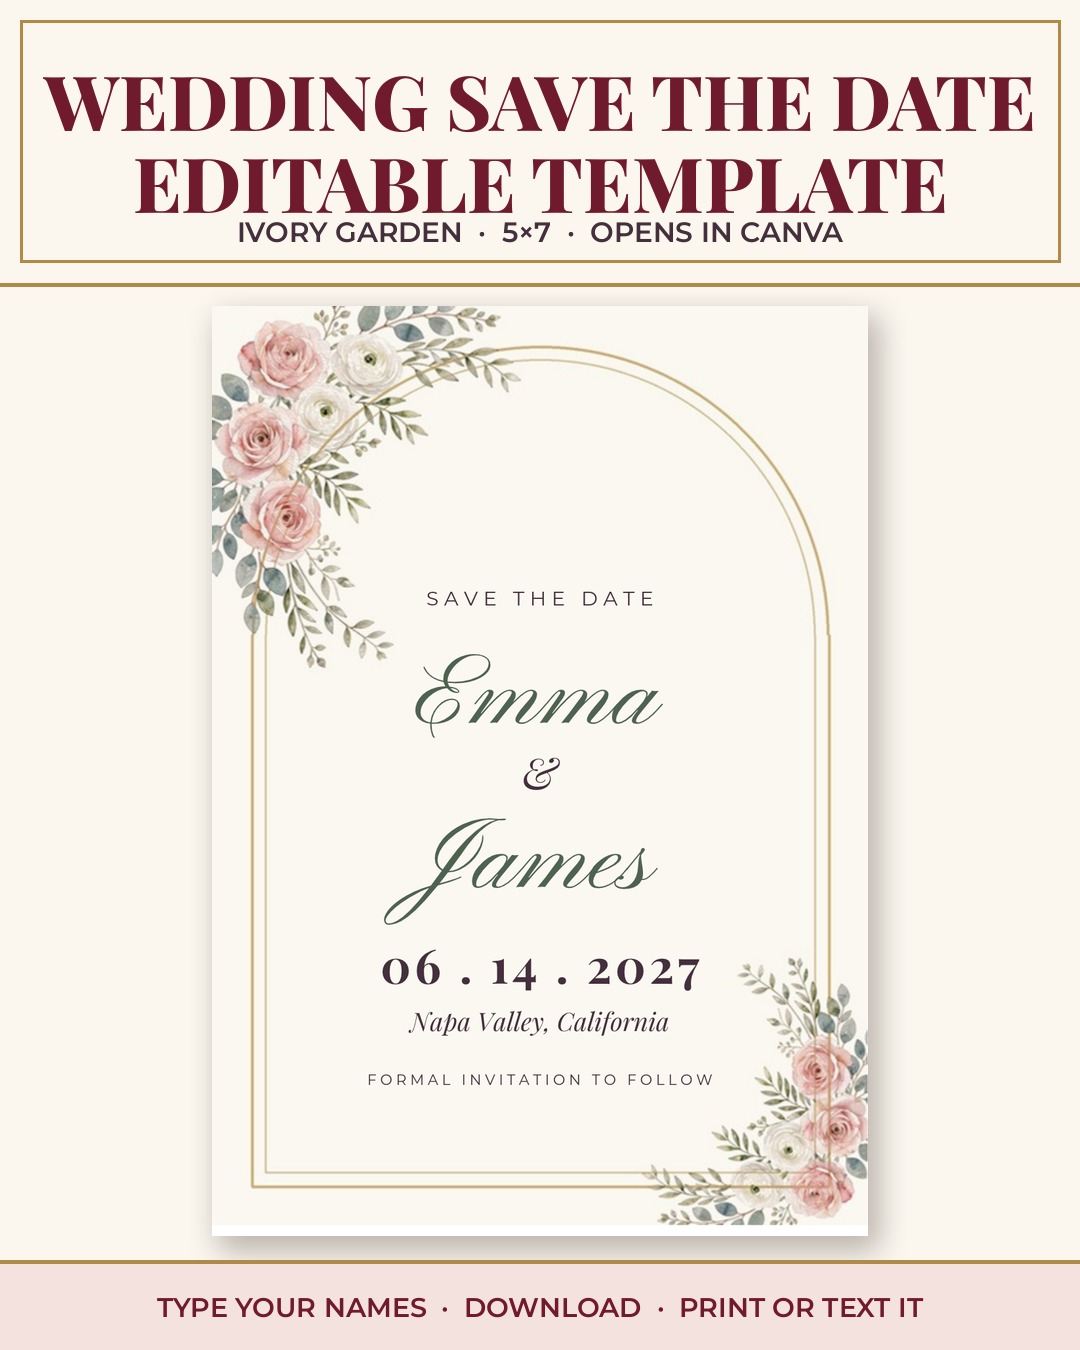 WEDDING SAVE THE DATE
EDITABLE TEMPLATE
IVORY GARDEN · 5×7 · OPENS IN CANVA
SAVE THE DATE
Emma
&
James
06 . 14 . 2027
Napa Valley, California
FORMAL INVITATION TO FOLLOW
TYPE YOUR NAMES · DOWNLOAD · PRINT OR TEXT IT